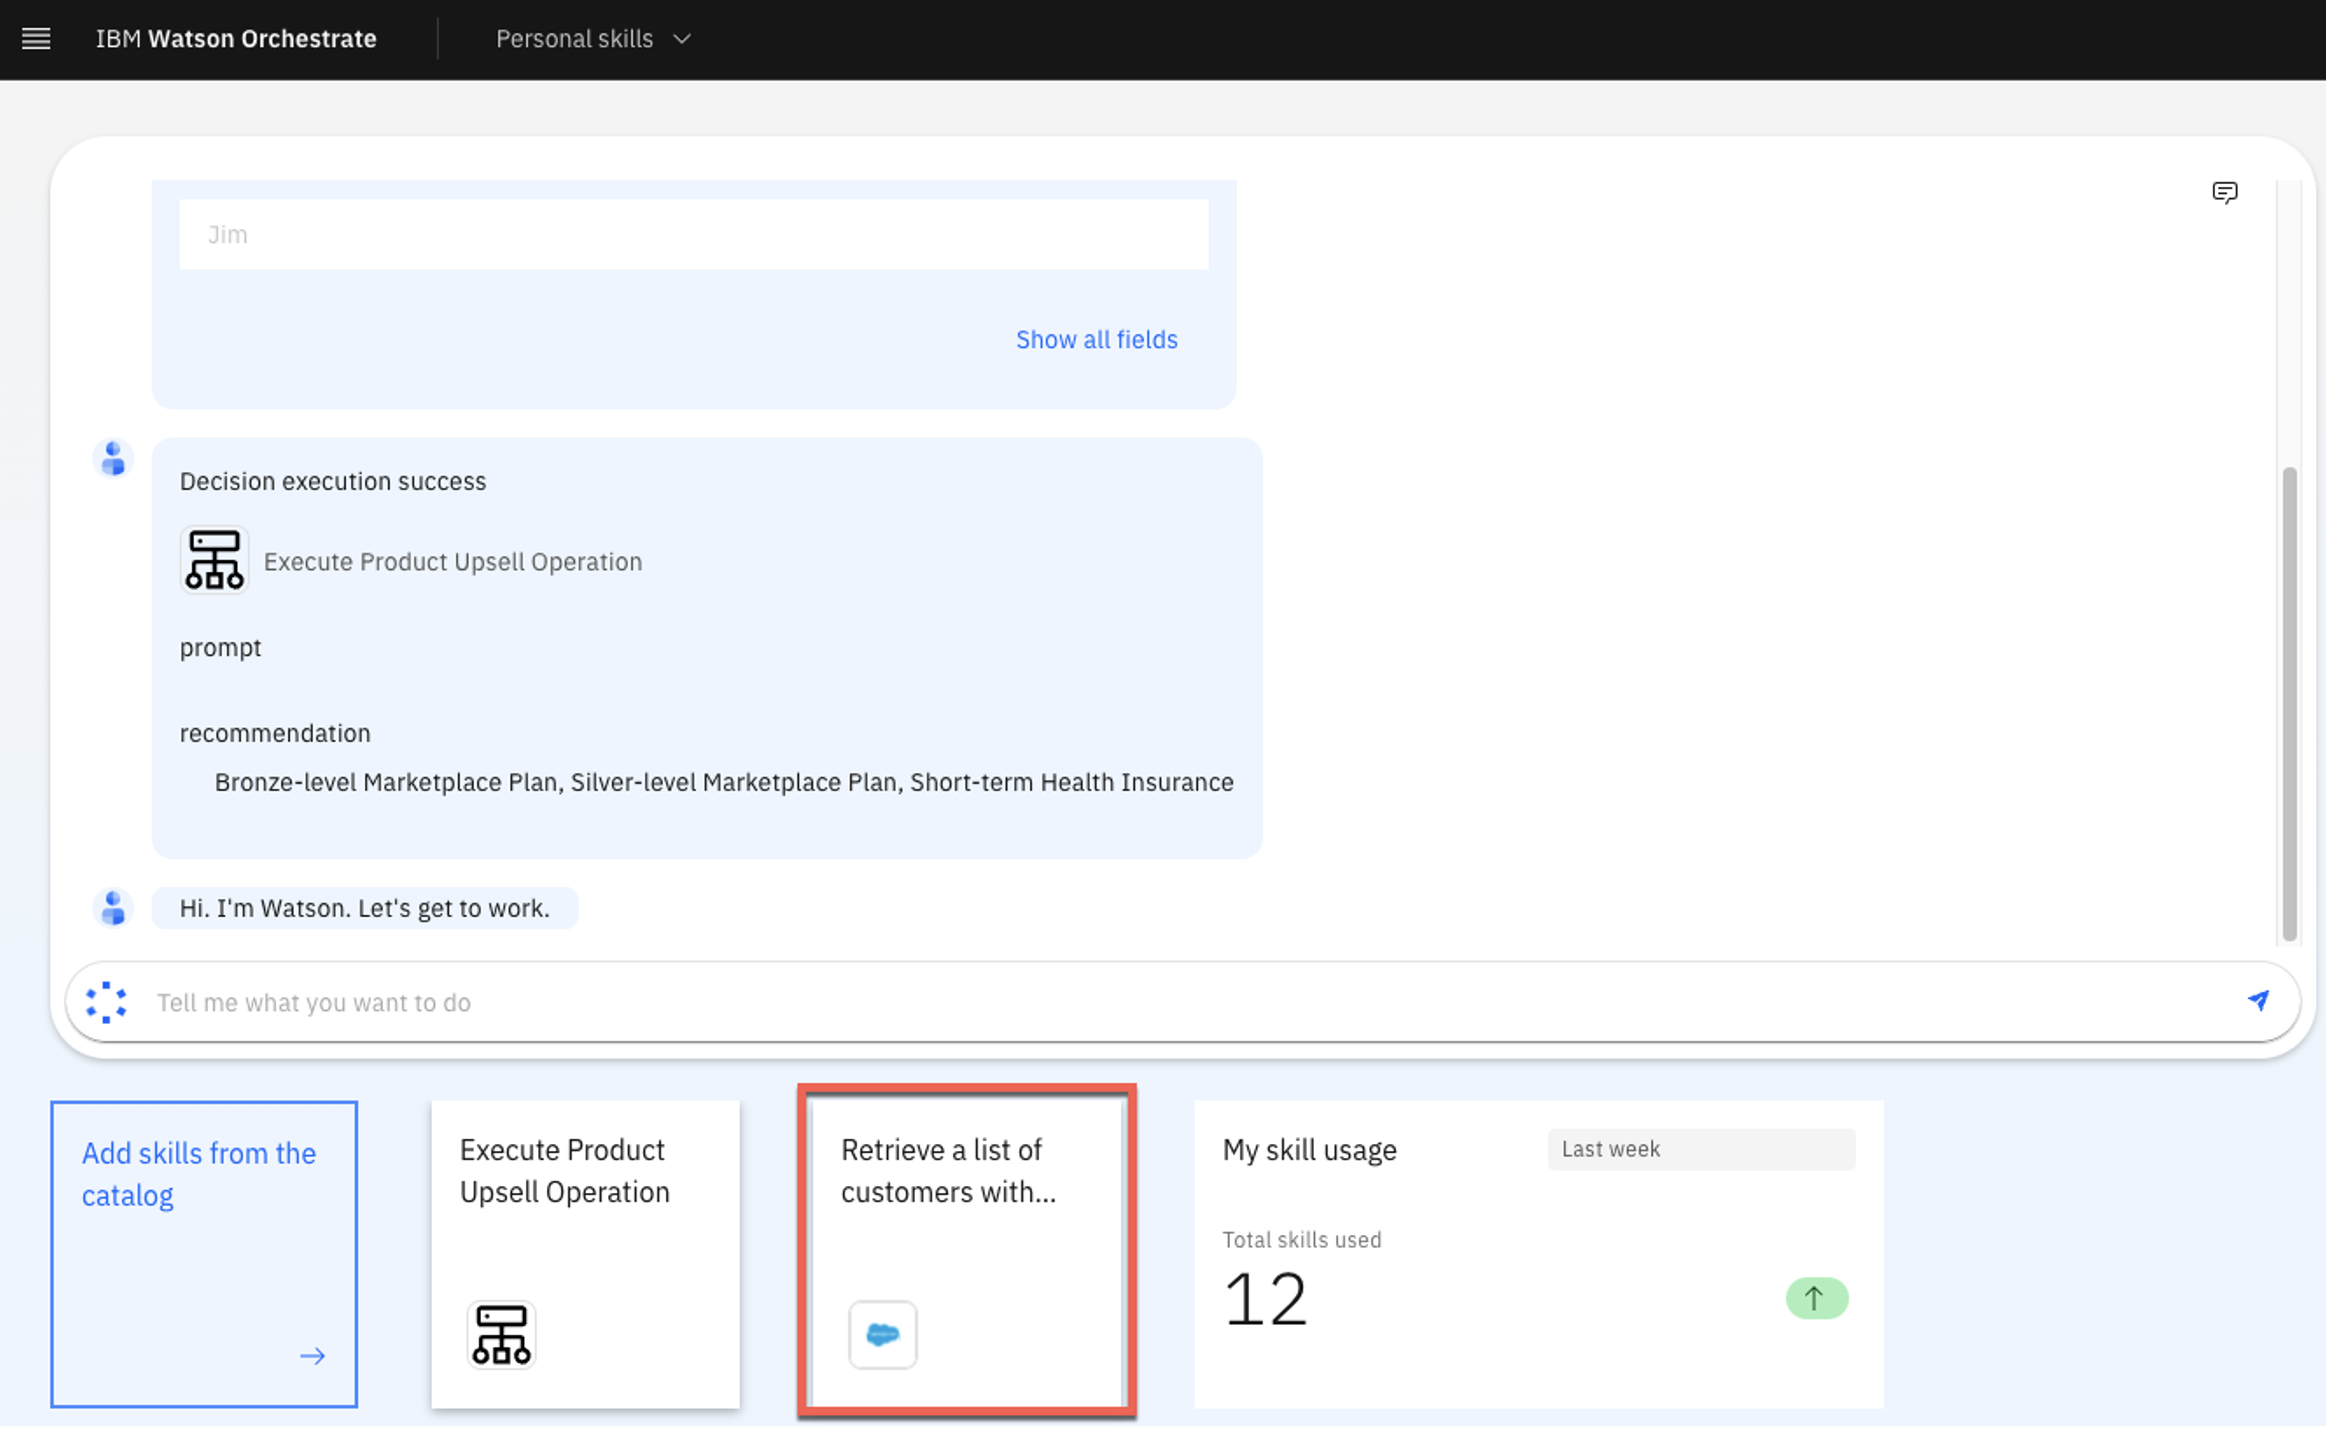 IBM Watson Orchestrate
Personal skills
Jim
Show all fields
Decision execution success
Execute Product Upsell Operation
prompt
recommendation
Bronze-level Marketplace Plan, Silver-level Marketplace Plan, Short-term Health Insurance
Hi. I'm Watson. Let's get to work.
Tell me what you want to do
Add skills from the
catalog
Execute Product
Upsell Operation
Retrieve a list of
customers with...
My skill usage
Last week
Total skills used
12